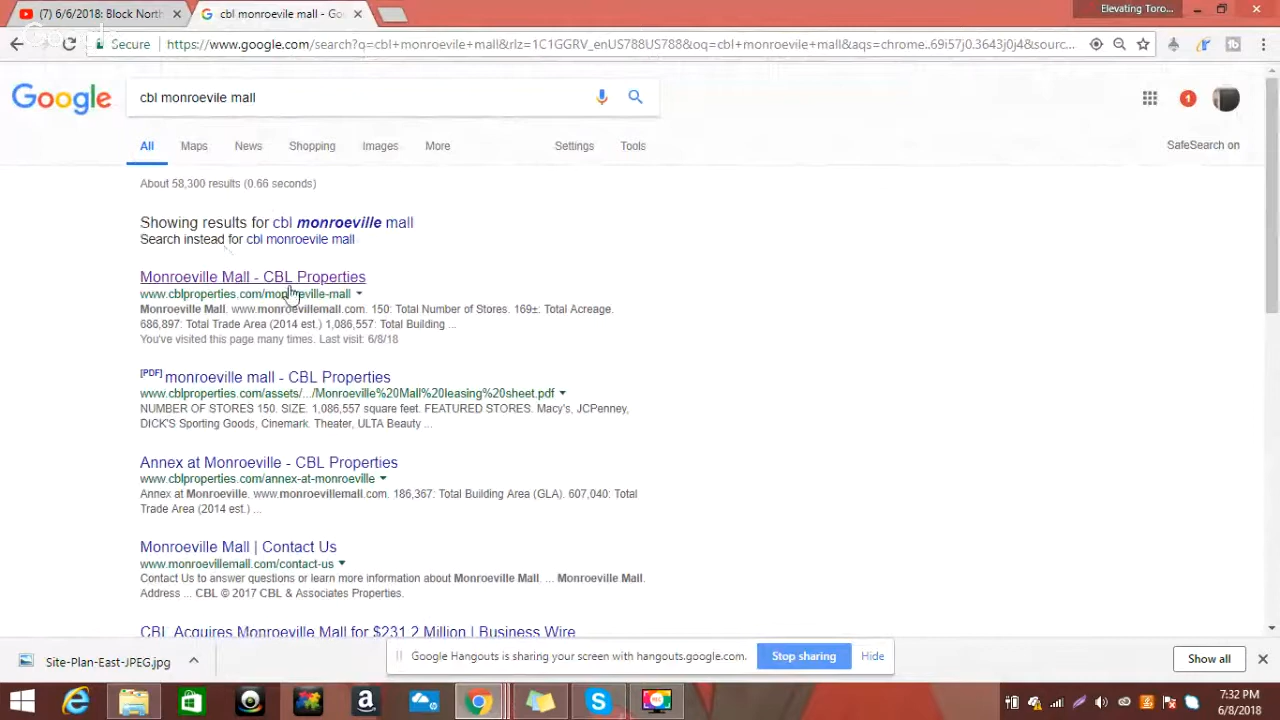 (7) 6/6/2018: Block North
cbl monroevile mall - Go
Elevating Toro...
Secure
https://www.google.com/search?q=cbl+monroevile+mall&rlz=1C1GGRV_enUS788US788&oq=cbl+monroevile+mall&aqs=chrome..69i57j0.3643j0j4&sourc...
Google
cbl monroevile mall
1
All
Maps
News
Shopping
Images
More
Settings
Tools
SafeSearch on
About 58,300 results (0.66 seconds)
Showing results for cbl monroeville mall
Search instead for cbl monroevile mall
Monroeville Mall - CBL Properties
www.cblproperties.com/monroeville-mall
Monroeville Mall. www.monroevillemall.com. 150: Total Number of Stores. 169±: Total Acreage.
686,897: Total Trade Area (2014 est.) 1,086,557: Total Building ...
You've visited this page many times. Last visit: 6/8/18
[PDF] monroeville mall - CBL Properties
www.cblproperties.com/assets/.../Monroeville%20Mall%20leasing%20sheet.pdf
NUMBER OF STORES 150. SIZE. 1,086,557 square feet. FEATURED STORES. Macy's, JCPenney,
DICK'S Sporting Goods, Cinemark. Theater, ULTA Beauty ...
Annex at Monroeville - CBL Properties
www.cblproperties.com/annex-at-monroeville
Annex at Monroeville. www.monroevillemall.com. 186,367: Total Building Area (GLA). 607,040: Total
Trade Area (2014 est.) ...
Monroeville Mall | Contact Us
www.monroevillemall.com/contact-us
Contact Us to answer questions or learn more information about Monroeville Mall. ... Monroeville Mall.
Address ... CBL © 2017 CBL & Associates Properties.
CBL Acquires Monroeville Mall for $231.2 Million | Business Wire
Site-Plan-East-JPEG.jpg
Google Hangouts is sharing your screen with hangouts.google.com.
Stop sharing
Hide
Show all
7:32 PM
6/8/2018